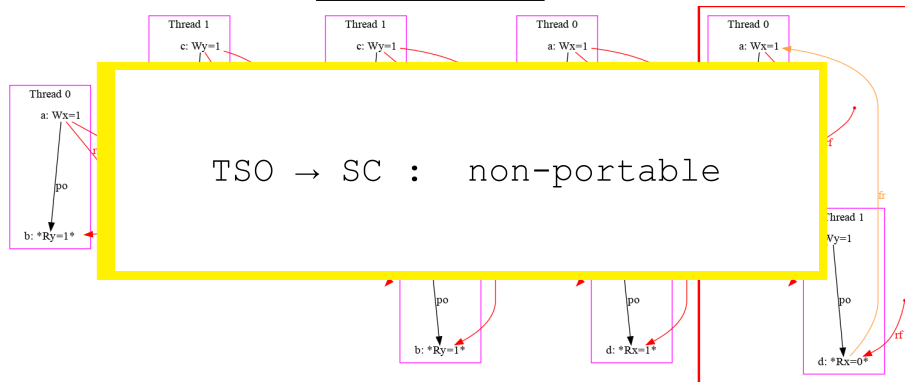 Thread 1
c: Wy=1
Thread 1
c: Wy=1
Thread 0
a: Wx=1
Thread 0
a: Wx=1
Thread 0
a: Wx=1
po
b: *Ry=1*
TSO → SC : non-portable
rf
fr
Thread 1
Wy=1
po
b: *Ry=1*
po
d: *Rx=1*
po
rf
d: *Rx=0*